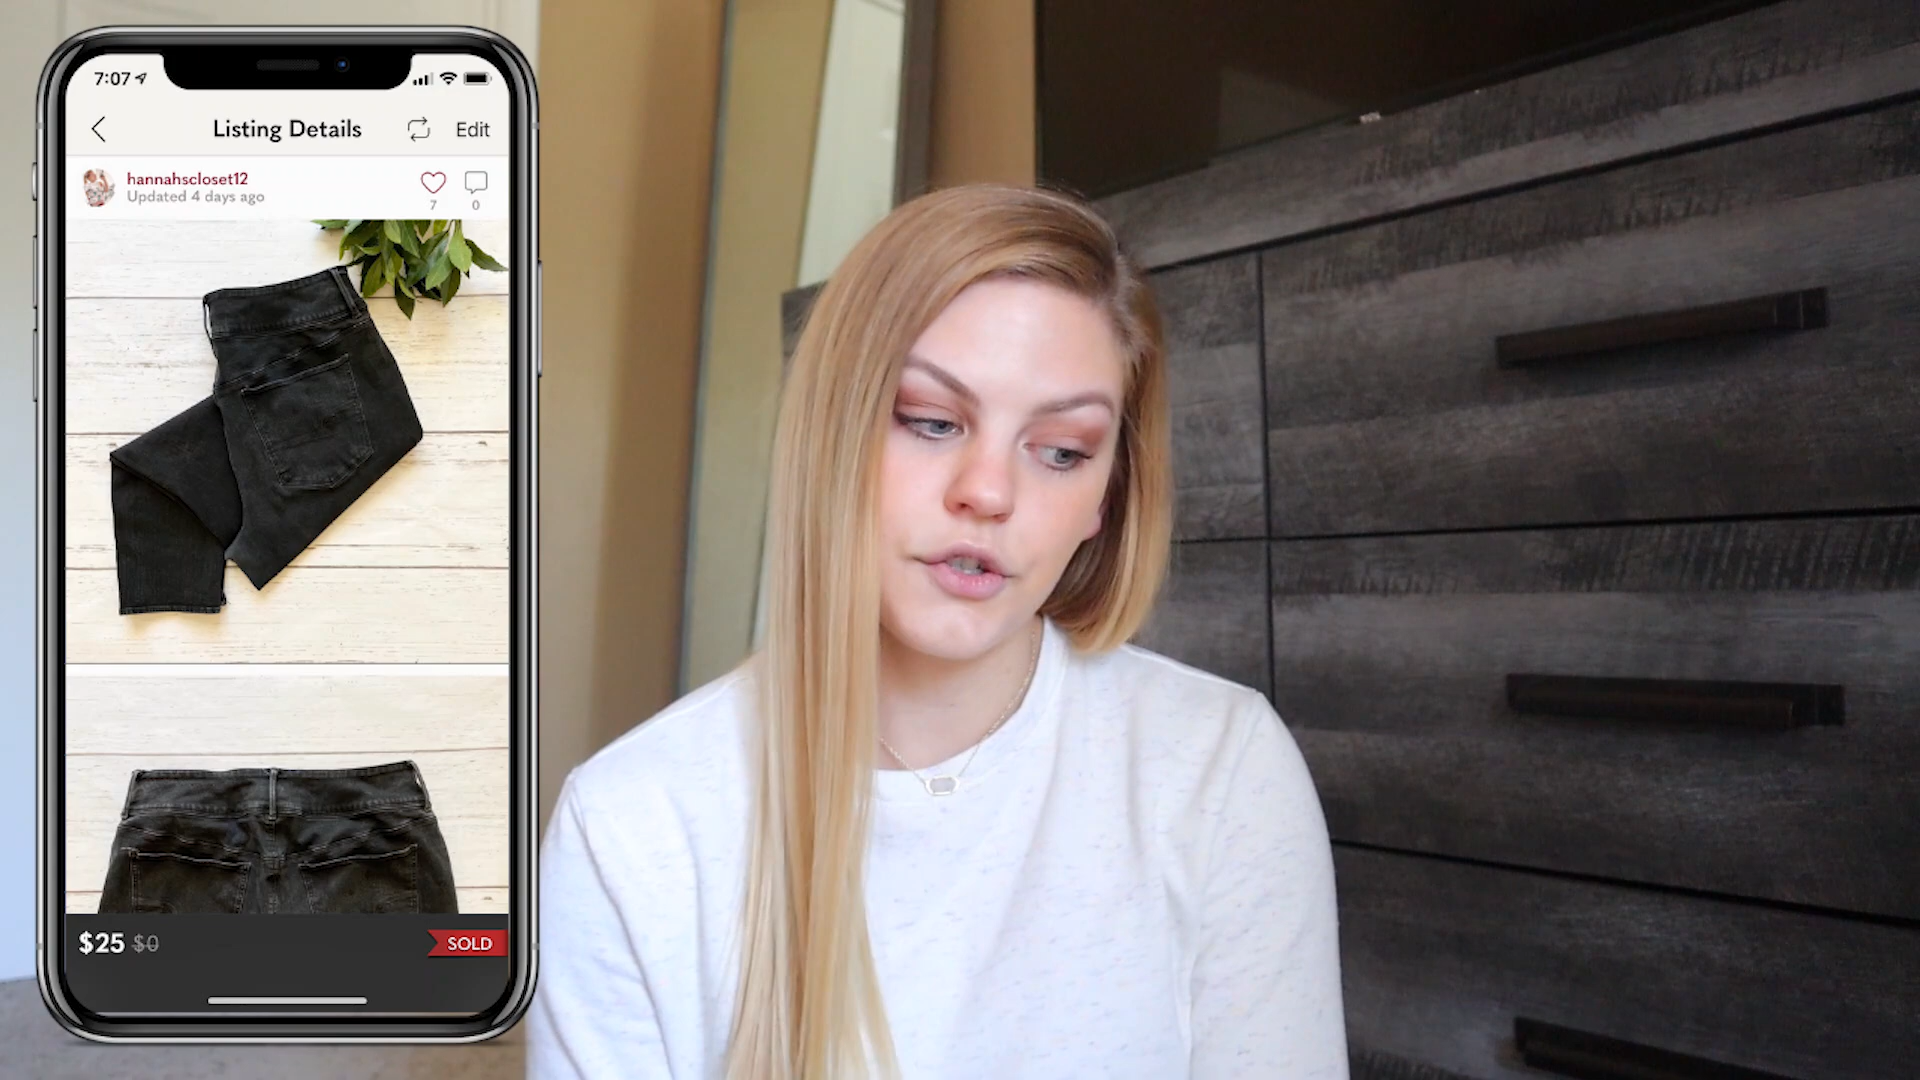 7:07
Listing Details
Edit
hannahscloset12
Updated 4 days ago
7
0
$25 $0
SOLD